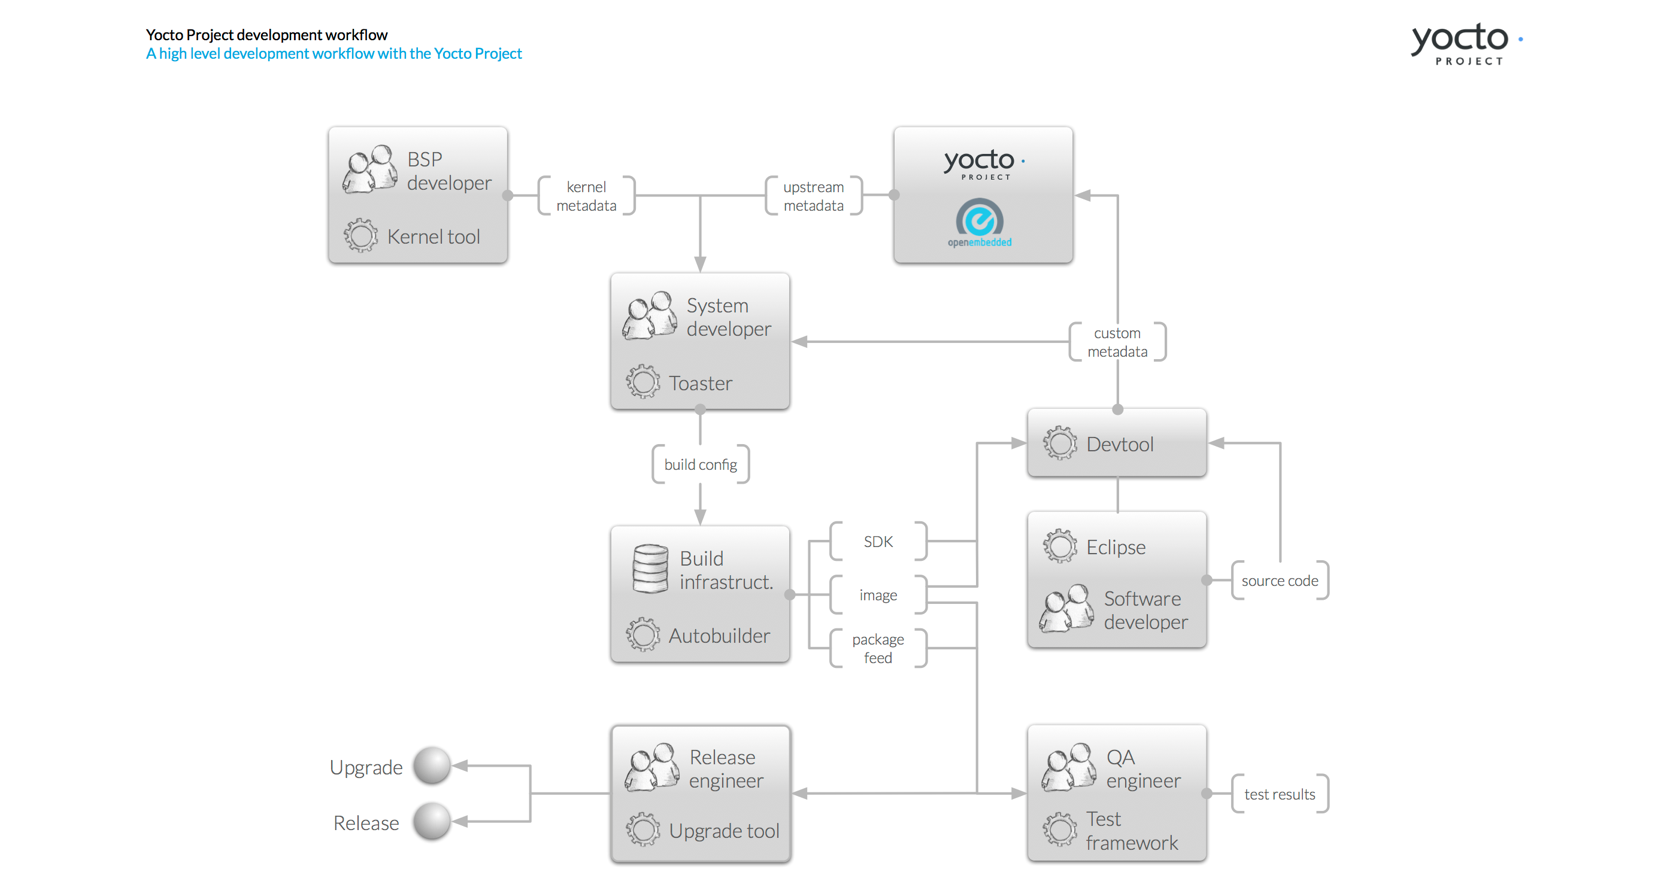 Yocto Project development workflow
A high level development workflow with the Yocto Project
yocto
PROJECT
BSP
developer
Kernel tool
kernel
metadata
upstream
metadata
yocto
PROJECT
openembedded
System
developer
Toaster
custom
metadata
build config
Devtool
Build
infrastruct.
Autobuilder
SDK
image
package
feed
Eclipse
Software
developer
source code
Upgrade
Release
Release
engineer
Upgrade tool
QA
engineer
Test
framework
test results